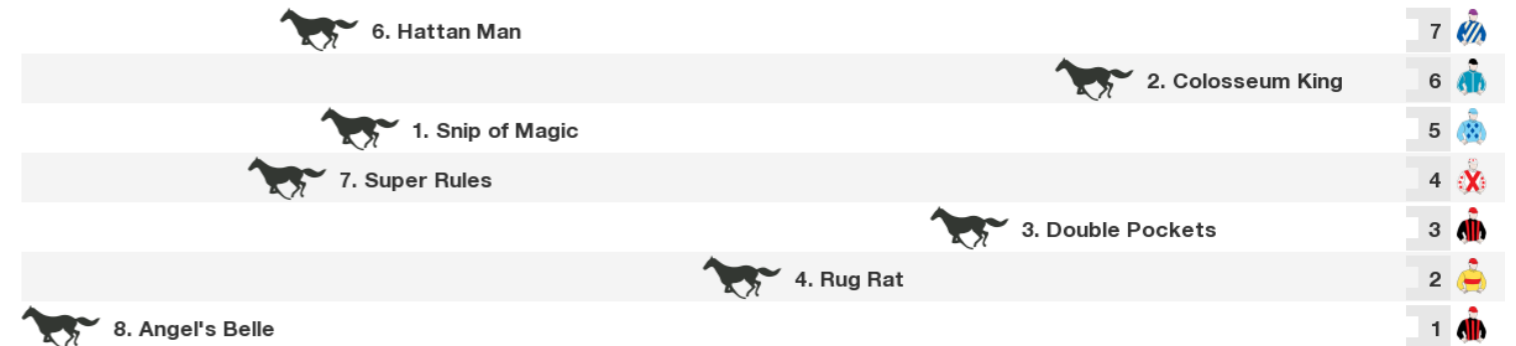 6. Hattan Man 7
2. Colosseum King 6
1. Snip of Magic 5
7. Super Rules 4
3. Double Pockets 3
4. Rug Rat 2
8. Angel's Belle 1